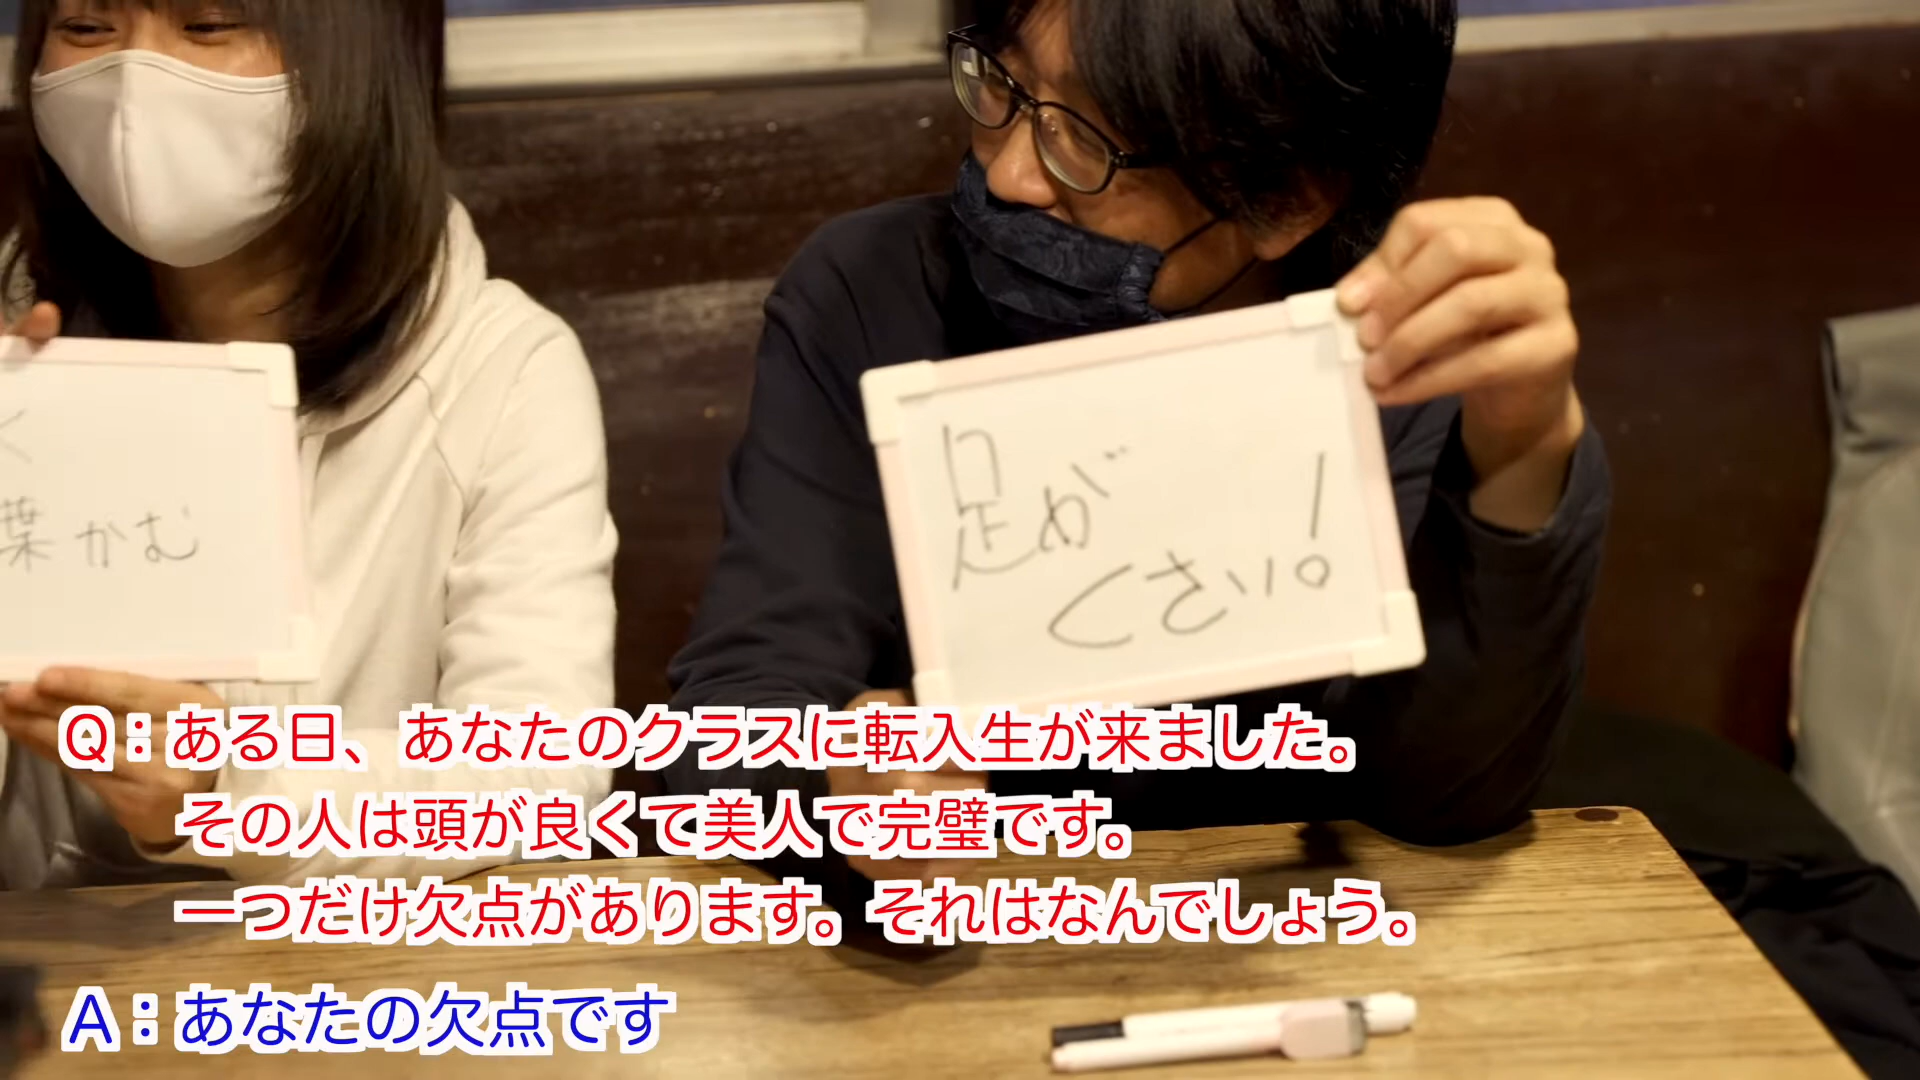 く
葉かむ
足が
くさい!
Q:ある日、あなたのクラスに転入生が来ました。
その人は頭が良くて美人で完璧です。
一つだけ欠点があります。それはなんでしょう。
A:あなたの欠点です